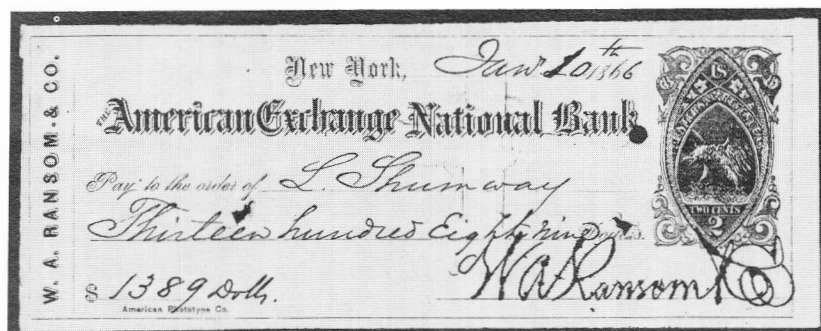 W. A. RANSOM & CO.
New York, Jan'y 10th 1866
THE American Exchange National Bank
Pay to the order of L. Shumway
Thirteen hundred Eighty nine Dollars.
$ 1389 Dolls.
W A Ransom & Co
American Phototype Co.
U.S.
TWO CENTS
2